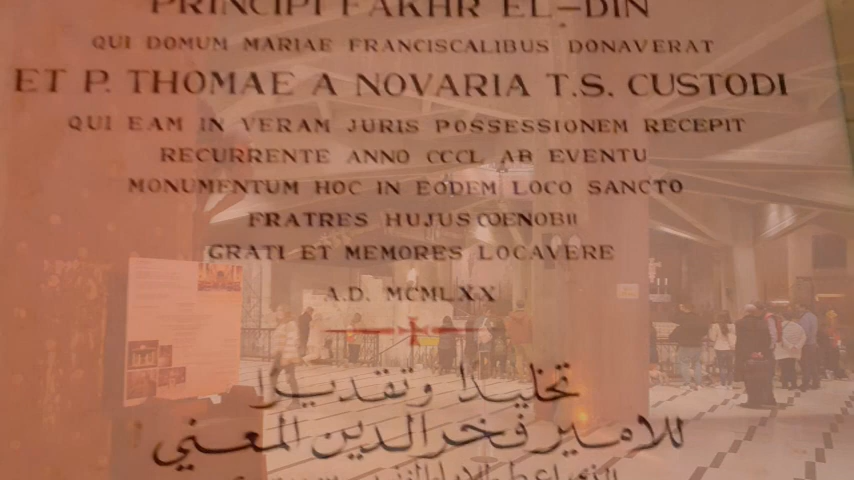 PRINCIPI FAKHR EL-DIN
QUI DOMUM MARIAE FRANCISCALIBUS DONAVERAT
ET P. THOMAE A NOVARIA T.S. CUSTODI
QUI EAM IN VERAM JURIS POSSESSIONEM RECEPIT
RECURRENTE ANNO CCCL AB EVENTU
MONUMENTUM HOC IN EODEM LOCO SANCTO
FRATRES HUJUS COENOBII
GRATI ET MEMORES LOCAVERE
A.D. MCMLXX
تخليدا وتقديرا
للامير فخر الدين المعني